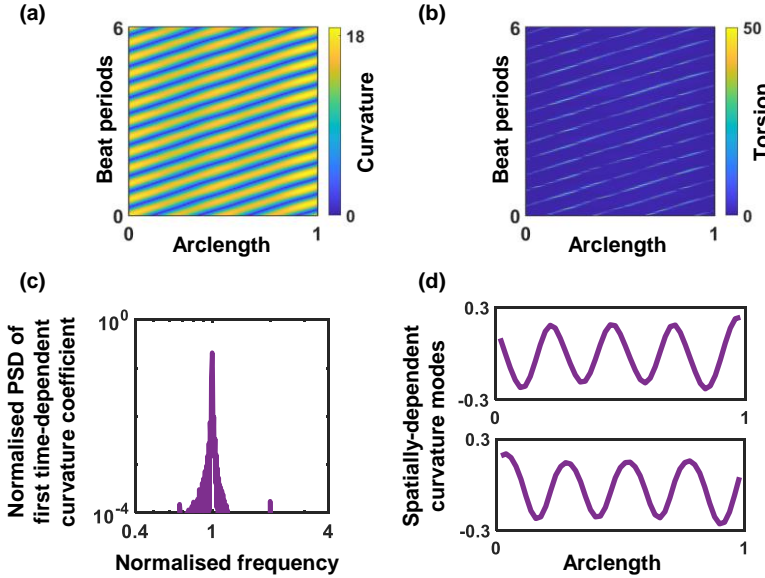 (a)
(b)
6
18
Beat periods
Curvature
0
0
0
1
Arclength
6
50
Beat periods
Torsion
0
0
0
1
Arclength
(c)
(d)
Normalised PSD of
first time-dependent
curvature coefficient
10^0
10^-4
0.4
1
4
Normalised frequency
Spatially-dependent
curvature modes
0.3
-0.3
0
1
0.3
-0.3
0
1
Arclength